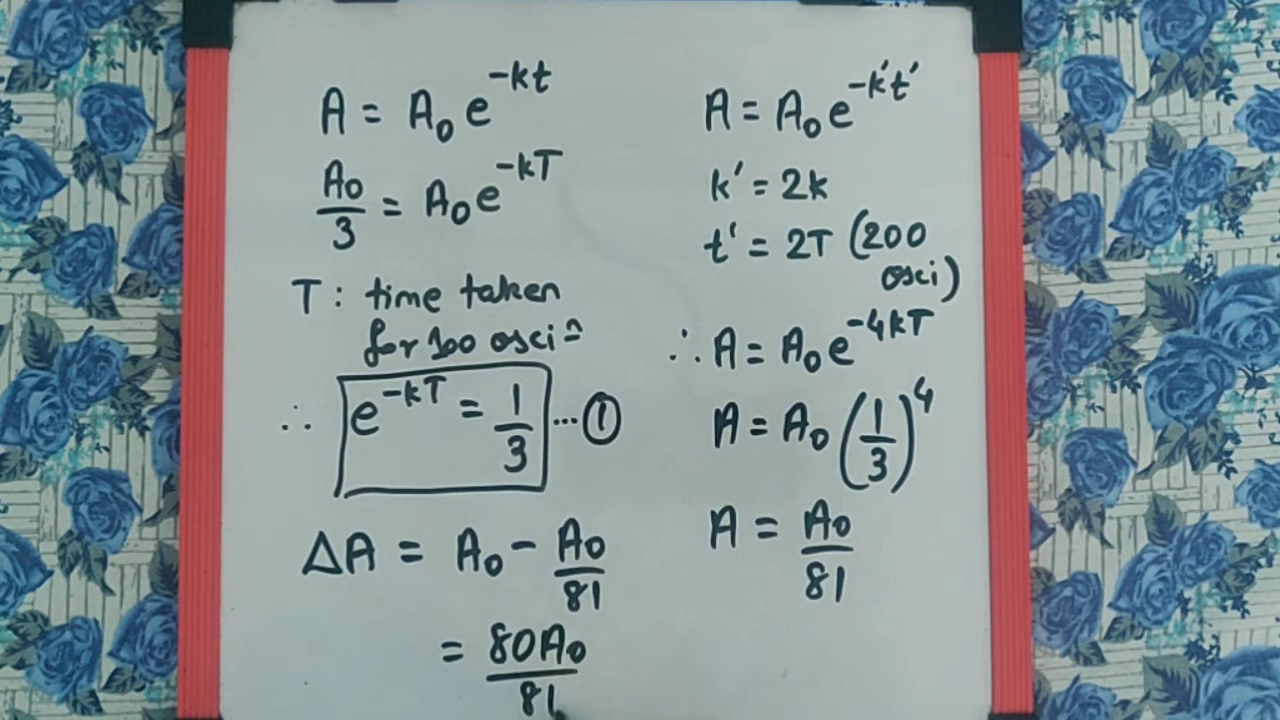 A = A₀e^(-kt)
A₀/3 = A₀e^(-kT)
T : time taken
for 100 osciⁿ
∴ e^(-kT) = 1/3 ...①
ΔA = A₀ - A₀/81
= 80A₀/81
A = A₀e^(-k't')
k' = 2k
t' = 2T (200
osci)
∴ A = A₀e^(-4kT)
A = A₀(1/3)⁴
A = A₀/81